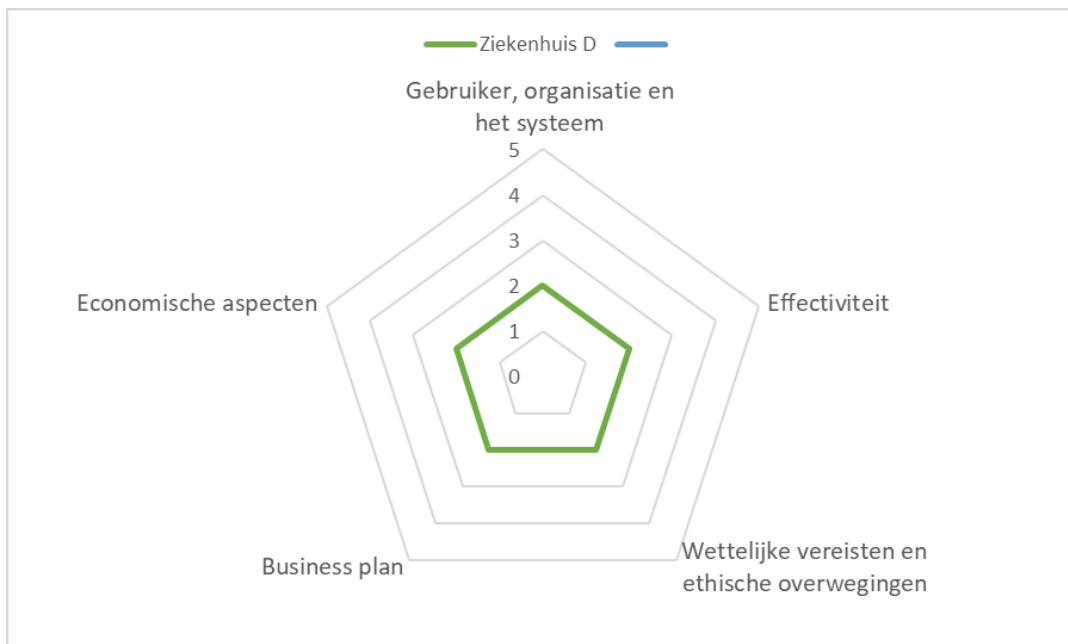 Ziekenhuis D
Gebruiker, organisatie en
het systeem
5
4
3
2
1
0
Economische aspecten
Effectiviteit
Business plan
Wettelijke vereisten en
ethische overwegingen